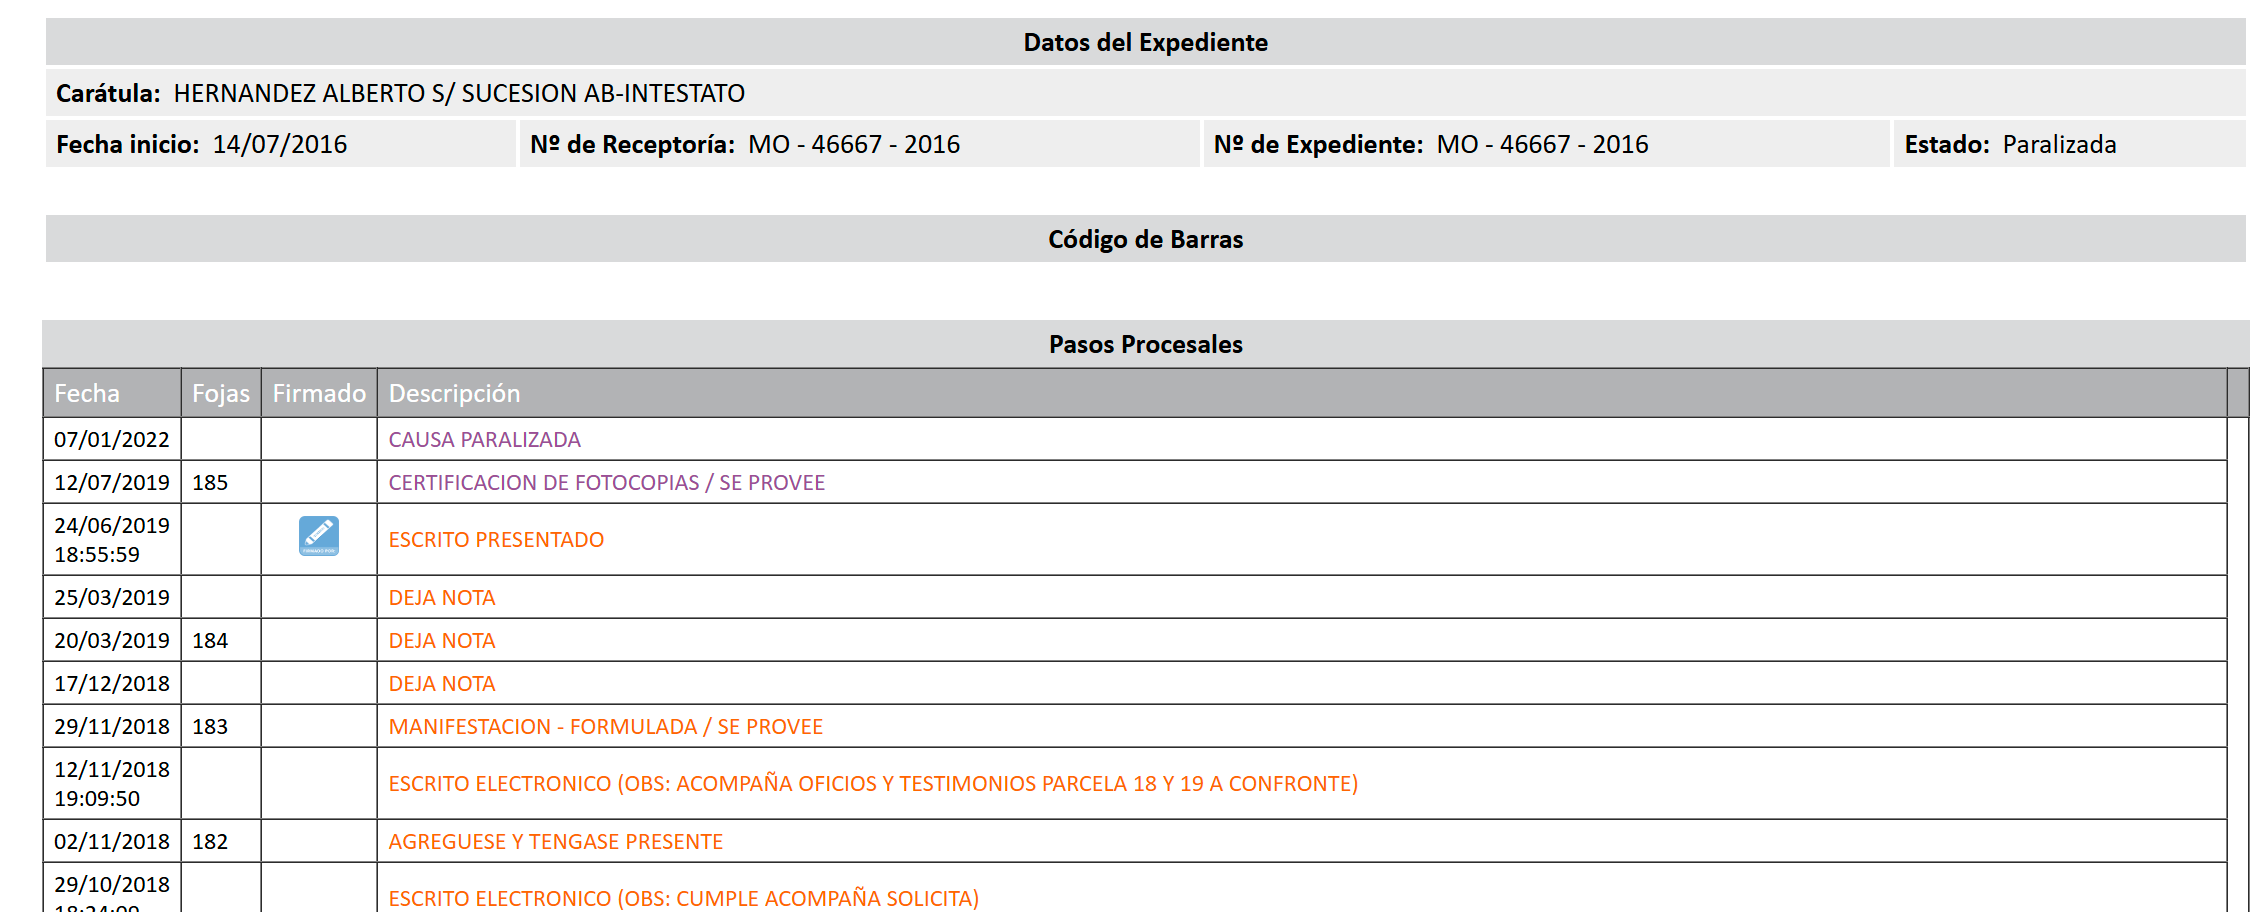 Datos del Expediente
Carátula: HERNANDEZ ALBERTO S/ SUCESION AB-INTESTATO
Fecha inicio: 14/07/2016 Nº de Receptoría: MO - 46667 - 2016 Nº de Expediente: MO - 46667 - 2016 Estado: Paralizada
Código de Barras
Pasos Procesales
Fecha Fojas Firmado Descripción
07/01/2022 CAUSA PARALIZADA
12/07/2019 185 CERTIFICACION DE FOTOCOPIAS / SE PROVEE
24/06/2019
18:55:59 ESCRITO PRESENTADO
25/03/2019 DEJA NOTA
20/03/2019 184 DEJA NOTA
17/12/2018 DEJA NOTA
29/11/2018 183 MANIFESTACION - FORMULADA / SE PROVEE
12/11/2018
19:09:50 ESCRITO ELECTRONICO (OBS: ACOMPAÑA OFICIOS Y TESTIMONIOS PARCELA 18 Y 19 A CONFRONTE)
02/11/2018 182 AGREGUESE Y TENGASE PRESENTE
29/10/2018
ESCRITO ELECTRONICO (OBS: CUMPLE ACOMPAÑA SOLICITA)